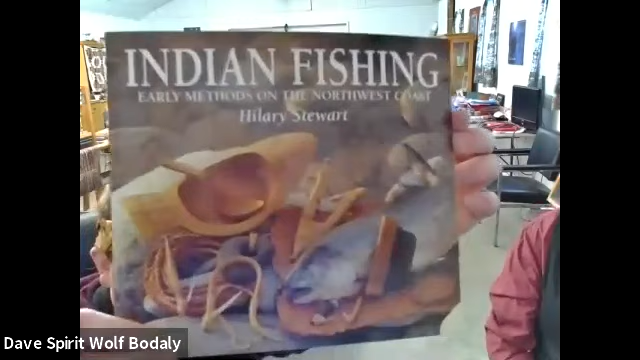 INDIAN FISHING
EARLY METHODS ON THE NORTHWEST COAST
Hilary Stewart
Dave Spirit Wolf Bodaly